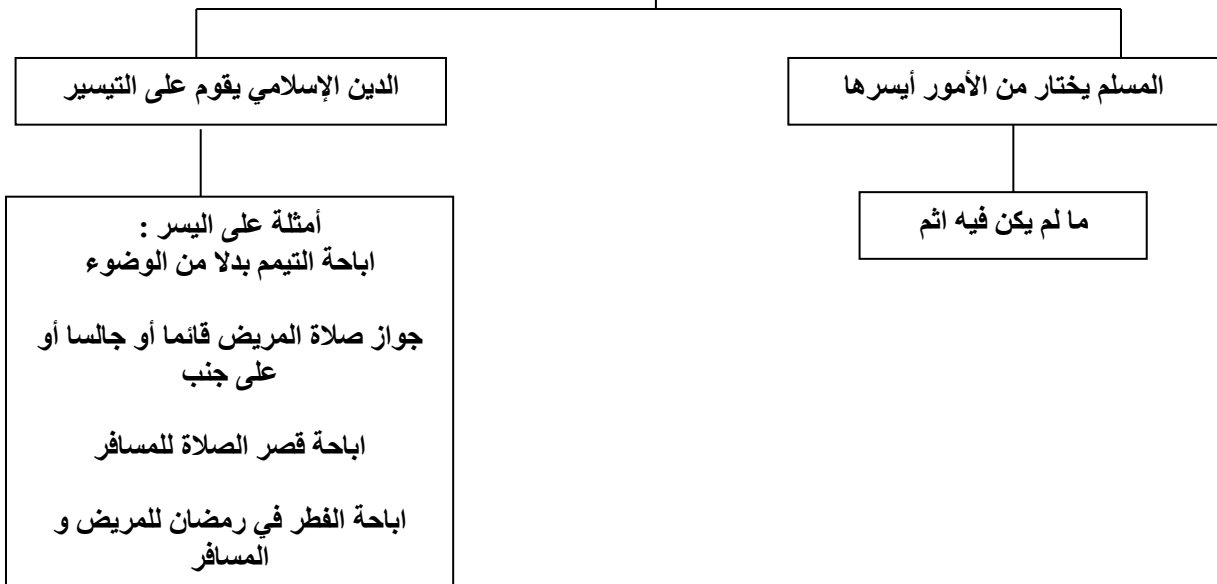 المسلم يختار من الأمور أيسرها
ما لم يكن فيه اثم
الدين الإسلامي يقوم على التيسير
أمثلة على اليسر :
اباحة التيمم بدلا من الوضوء
جواز صلاة المريض قائما أو جالسا أو
على جنب
اباحة قصر الصلاة للمسافر
اباحة الفطر في رمضان للمريض و
المسافر